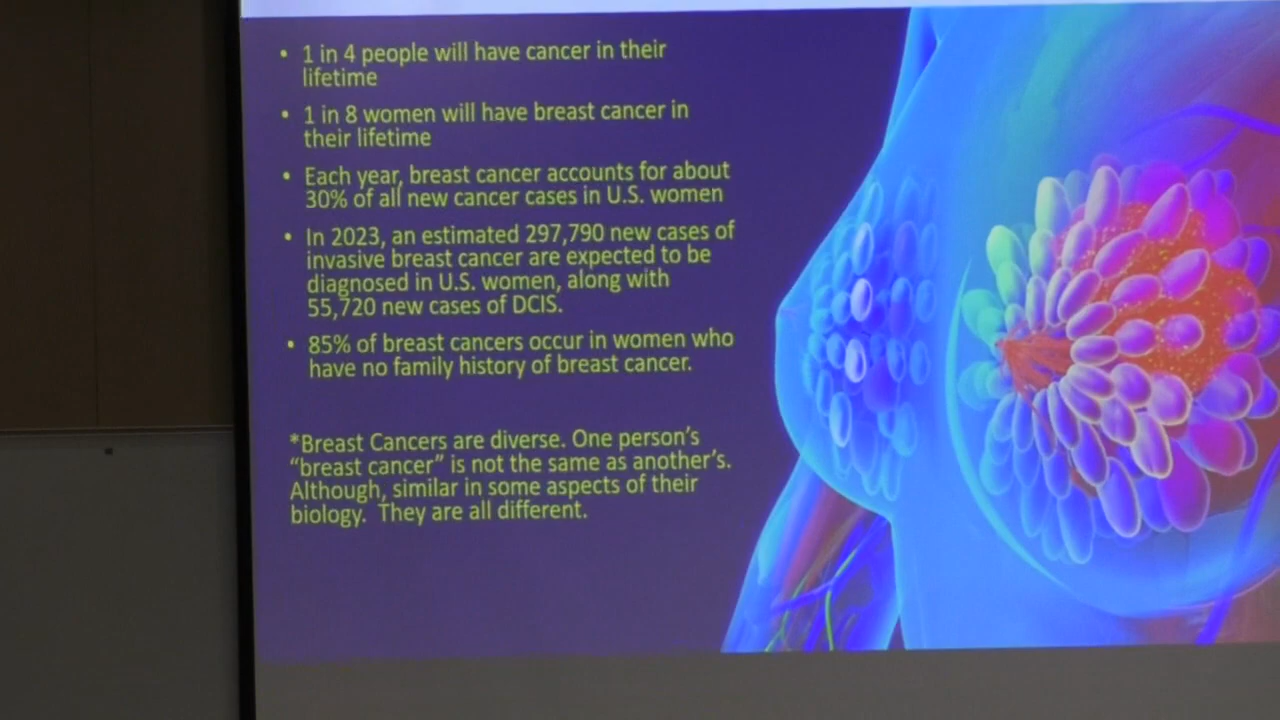 • 1 in 4 people will have cancer in their
lifetime
• 1 in 8 women will have breast cancer in
their lifetime
• Each year, breast cancer accounts for about
30% of all new cancer cases in U.S. women
• In 2023, an estimated 297,790 new cases of
invasive breast cancer are expected to be
diagnosed in U.S. women, along with
55,720 new cases of DCIS.
• 85% of breast cancers occur in women who
have no family history of breast cancer.
*Breast Cancers are diverse. One person’s
“breast cancer” is not the same as another’s.
Although, similar in some aspects of their
biology.  They are all different.